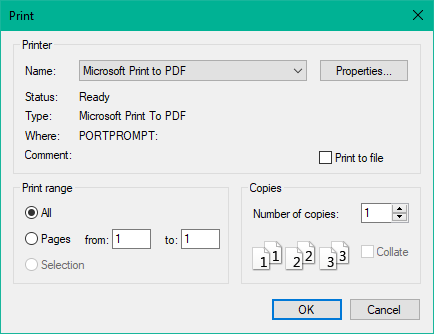 Print
Printer
Name: Microsoft Print to PDF Properties...
Status: Ready
Type: Microsoft Print To PDF
Where: PORTPROMPT:
Comment: Print to file
Print range
All
Pages from: 1 to: 1
Selection
Copies
Number of copies: 1
1 1 2 2 3 3 Collate
OK Cancel